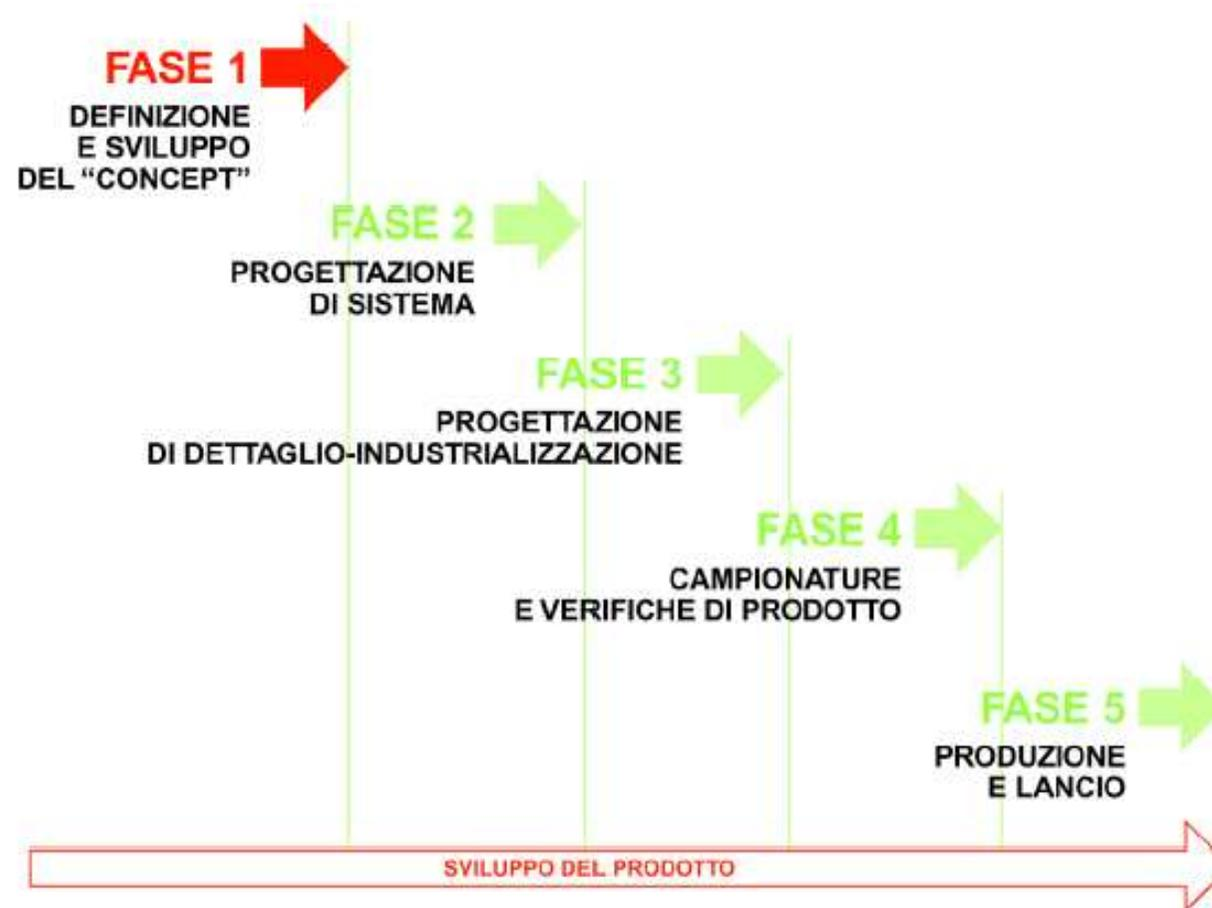 FASE 1
DEFINIZIONE
E SVILUPPO
DEL “CONCEPT”
FASE 2
PROGETTAZIONE
DI SISTEMA
FASE 3
PROGETTAZIONE
DI DETTAGLIO-INDUSTRIALIZZAZIONE
FASE 4
CAMPIONATURE
E VERIFICHE DI PRODOTTO
FASE 5
PRODUZIONE
E LANCIO
SVILUPPO DEL PRODOTTO